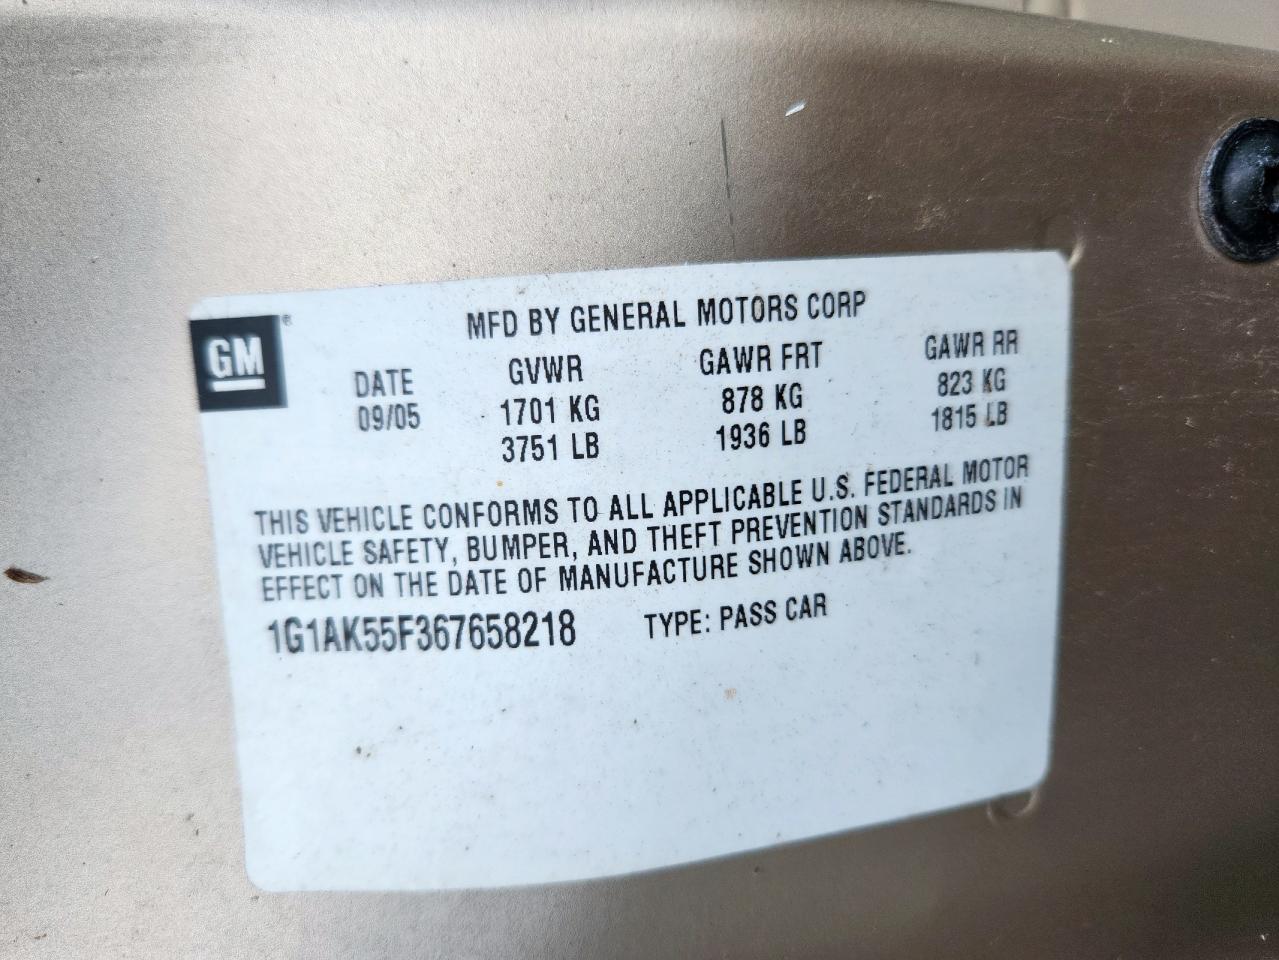 GM®
MFD BY GENERAL MOTORS CORP
DATE GVWR GAWR FRT GAWR RR
09/05 1701 KG 878 KG 823 KG
3751 LB 1936 LB 1815 LB
THIS VEHICLE CONFORMS TO ALL APPLICABLE U.S. FEDERAL MOTOR
VEHICLE SAFETY, BUMPER, AND THEFT PREVENTION STANDARDS IN
EFFECT ON THE DATE OF MANUFACTURE SHOWN ABOVE.
1G1AK55F367658218 TYPE: PASS CAR